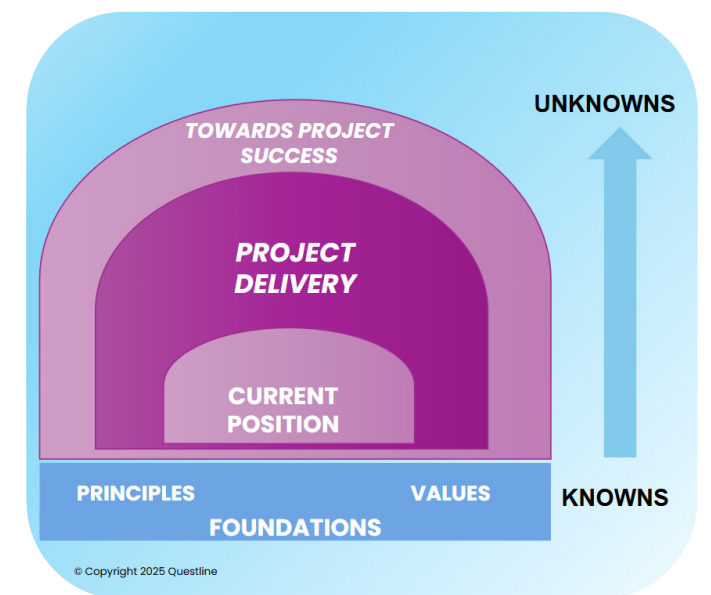 UNKNOWNS
TOWARDS PROJECT
SUCCESS
PROJECT
DELIVERY
CURRENT
POSITION
PRINCIPLES VALUES
KNOWNS
FOUNDATIONS
© Copyright 2025 Questline